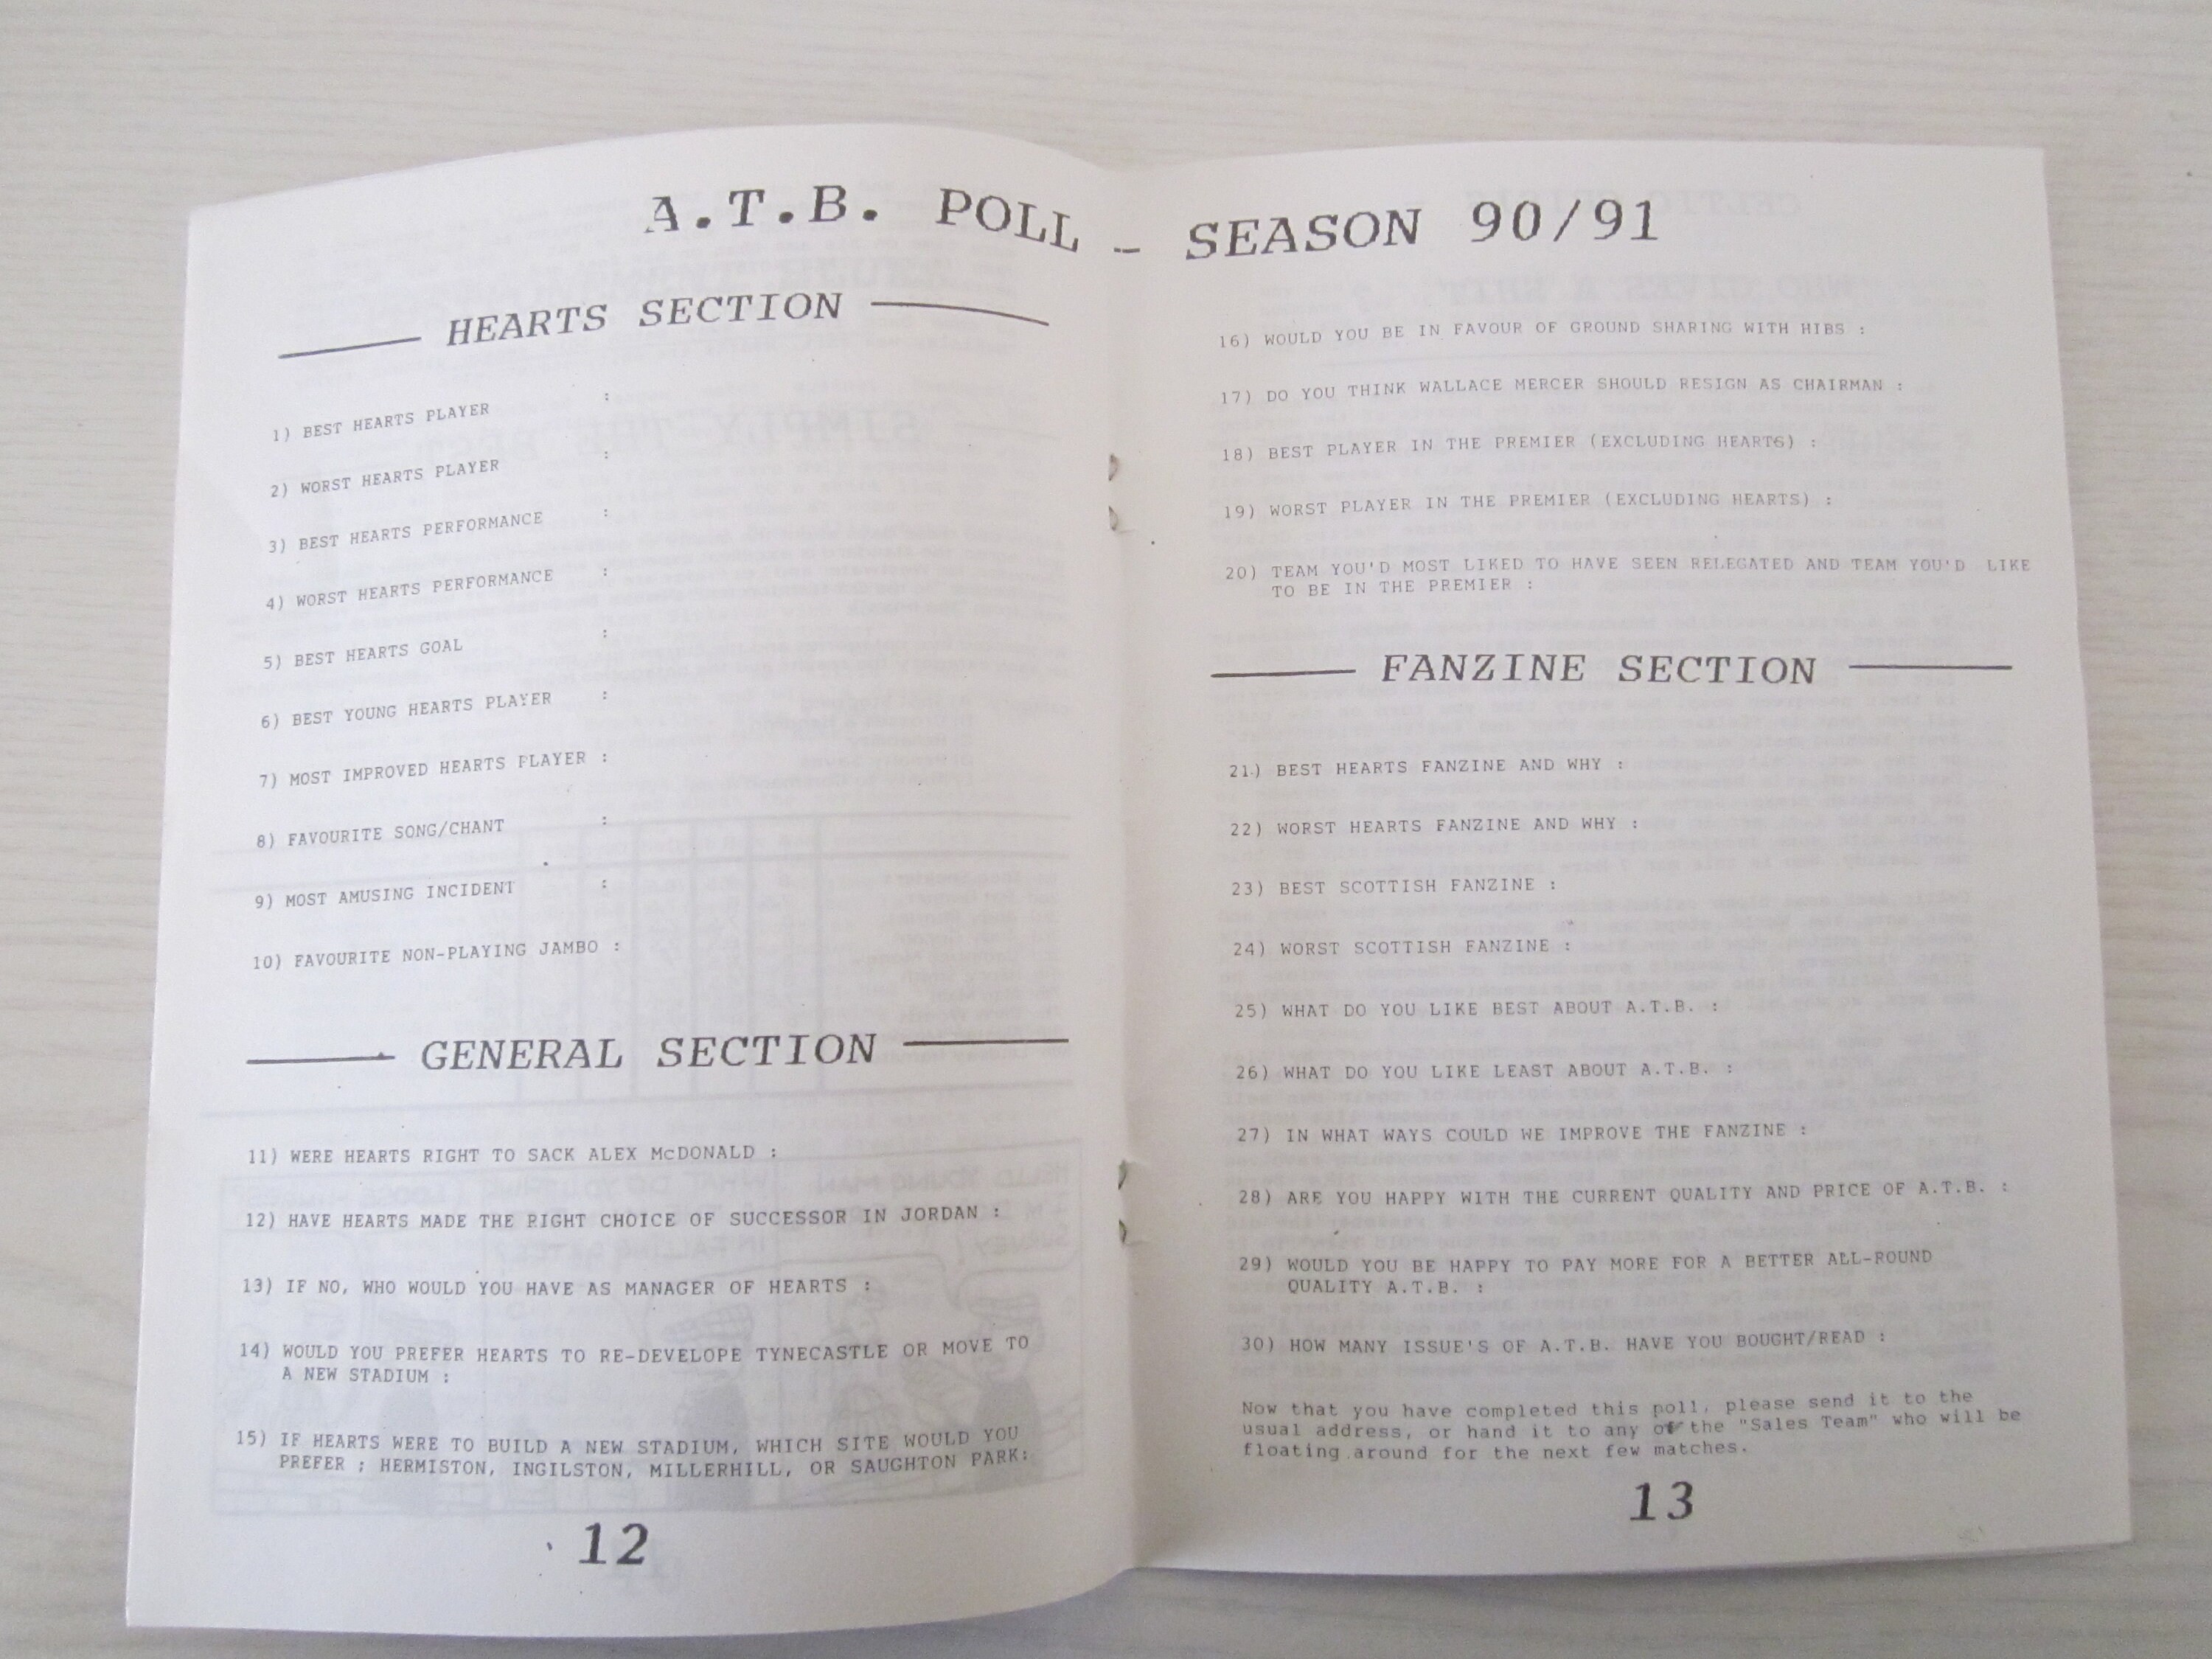 A.T.B. POLL – SEASON 90/91
HEARTS SECTION
1) BEST HEARTS PLAYER :
2) WORST HEARTS PLAYER :
3) BEST HEARTS PERFORMANCE :
4) WORST HEARTS PERFORMANCE :
5) BEST HEARTS GOAL :
6) BEST YOUNG HEARTS PLAYER :
7) MOST IMPROVED HEARTS PLAYER :
8) FAVOURITE SONG/CHANT :
9) MOST AMUSING INCIDENT :
10) FAVOURITE NON-PLAYING JAMBO :
GENERAL SECTION
11) WERE HEARTS RIGHT TO SACK ALEX McDONALD :
12) HAVE HEARTS MADE THE RIGHT CHOICE OF SUCCESSOR IN JORDAN :
13) IF NO, WHO WOULD YOU HAVE AS MANAGER OF HEARTS :
14) WOULD YOU PREFER HEARTS TO RE-DEVELOPE TYNECASTLE OR MOVE TO
A NEW STADIUM :
15) IF HEARTS WERE TO BUILD A NEW STADIUM, WHICH SITE WOULD YOU
PREFER ; HERMISTON, INGILSTON, MILLERHILL, OR SAUGHTON PARK:
12
16) WOULD YOU BE IN FAVOUR OF GROUND SHARING WITH HIBS :
17) DO YOU THINK WALLACE MERCER SHOULD RESIGN AS CHAIRMAN :
18) BEST PLAYER IN THE PREMIER (EXCLUDING HEARTS) :
19) WORST PLAYER IN THE PREMIER (EXCLUDING HEARTS) :
20) TEAM YOU'D MOST LIKED TO HAVE SEEN RELEGATED AND TEAM YOU'D LIKE
TO BE IN THE PREMIER :
FANZINE SECTION
21) BEST HEARTS FANZINE AND WHY :
22) WORST HEARTS FANZINE AND WHY :
23) BEST SCOTTISH FANZINE :
24) WORST SCOTTISH FANZINE :
25) WHAT DO YOU LIKE BEST ABOUT A.T.B. :
26) WHAT DO YOU LIKE LEAST ABOUT A.T.B. :
27) IN WHAT WAYS COULD WE IMPROVE THE FANZINE :
28) ARE YOU HAPPY WITH THE CURRENT QUALITY AND PRICE OF A.T.B. :
29) WOULD YOU BE HAPPY TO PAY MORE FOR A BETTER ALL-ROUND
QUALITY A.T.B. :
30) HOW MANY ISSUE'S OF A.T.B. HAVE YOU BOUGHT/READ :
Now that you have completed this poll, please send it to the
usual address, or hand it to any of the "Sales Team" who will be
floating around for the next few matches.
13